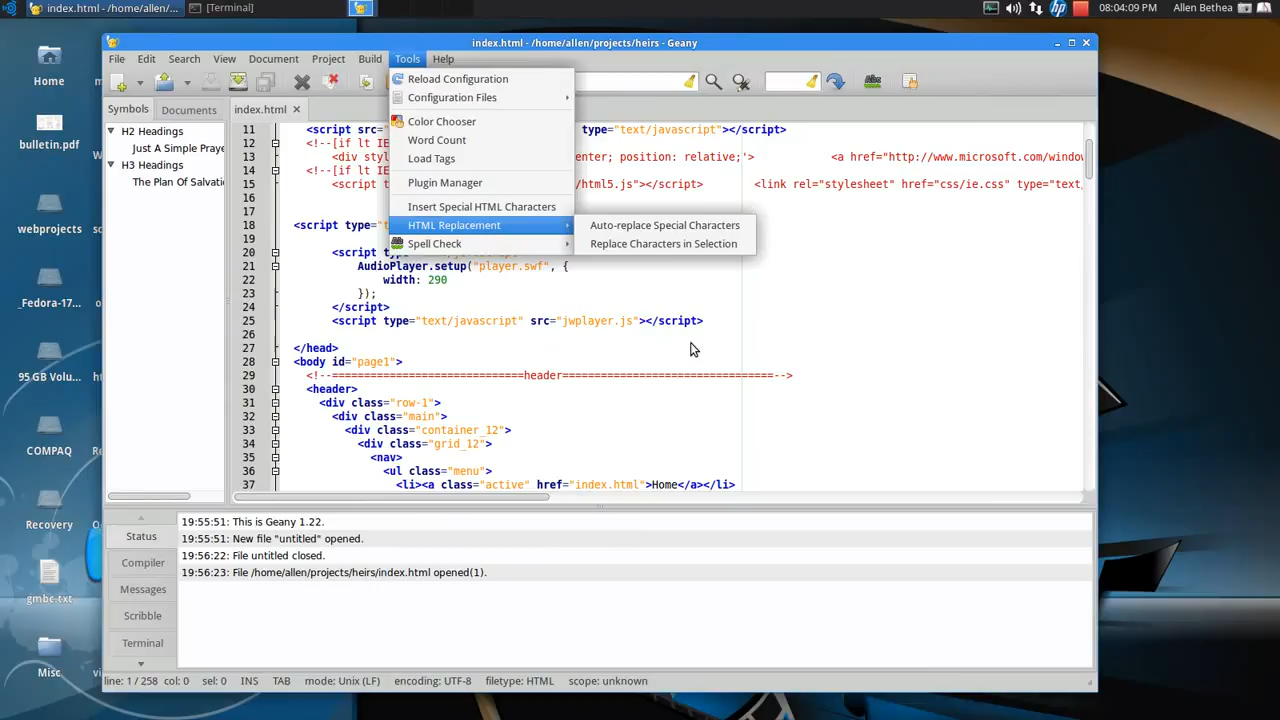 index.html - /home/allen/...
[Terminal]
08:04:09 PM
Allen Bethea
index.html - /home/allen/projects/heirs - Geany
File Edit Search View Document Project Build Tools Help
Reload Configuration
Configuration Files
Color Chooser
Word Count
Load Tags
Plugin Manager
Insert Special HTML Characters
HTML Replacement
Spell Check
Auto-replace Special Characters
Replace Characters in Selection
Symbols Documents
index.html
H2 Headings
Just A Simple Praye
H3 Headings
The Plan Of Salvati
11 <script src= type="text/javascript"></script>
12 <!--[if lt IE
13 <div styl enter; position: relative;'> <a href="http://www.microsoft.com/window
14 <!--[if lt IE
15 <script t /html5.js"></script> <link rel="stylesheet" href="css/ie.css" type="text/
16
17
18 <script type="t
20 <script type
21 AudioPlayer.setup("player.swf", {
22 width: 290
23 });
24 </script>
25 <script type="text/javascript" src="jwplayer.js"></script>
26
27 </head>
28 <body id="page1">
29 <!--==============================header=================================-->
30 <header>
31 <div class="row-1">
32 <div class="main">
33 <div class="container_12">
34 <div class="grid_12">
35 <nav>
36 <ul class="menu">
37 <li><a class="active" href="index.html">Home</a></li>
Status
Compiler
Messages
Scribble
Terminal
19:55:51: This is Geany 1.22.
19:55:51: New file "untitled" opened.
19:56:22: File untitled closed.
19:56:23: File /home/allen/projects/heirs/index.html opened(1).
line: 1 / 258 col: 0 sel: 0 INS TAB mode: Unix (LF) encoding: UTF-8 filetype: HTML scope: unknown
Home
bulletin.pdf
webprojects
_Fedora-17...
95 GB Volu...
COMPAQ
Recovery
gmbc.txt
Misc